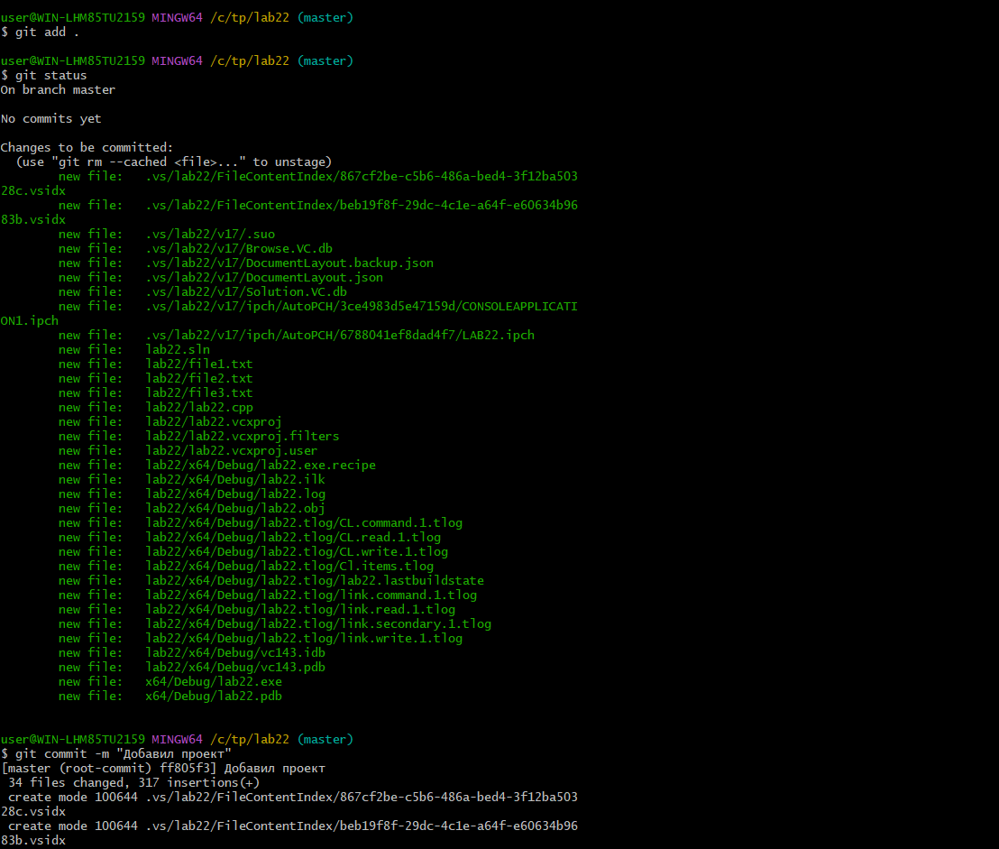 user@WIN-LHM85TU2159 MINGW64 /c/tp/lab22 (master)
$ git add .
user@WIN-LHM85TU2159 MINGW64 /c/tp/lab22 (master)
$ git status
On branch master
No commits yet
Changes to be committed:
  (use "git rm --cached <file>..." to unstage)
        new file:   .vs/lab22/FileContentIndex/867cf2be-c5b6-486a-bed4-3f12ba503
28c.vsidx
        new file:   .vs/lab22/FileContentIndex/beb19f8f-29dc-4c1e-a64f-e60634b96
83b.vsidx
        new file:   .vs/lab22/v17/.suo
        new file:   .vs/lab22/v17/Browse.VC.db
        new file:   .vs/lab22/v17/DocumentLayout.backup.json
        new file:   .vs/lab22/v17/DocumentLayout.json
        new file:   .vs/lab22/v17/Solution.VC.db
        new file:   .vs/lab22/v17/ipch/AutoPCH/3ce4983d5e47159d/CONSOLEAPPLICATI
ON1.ipch
        new file:   .vs/lab22/v17/ipch/AutoPCH/6788041ef8dad4f7/LAB22.ipch
        new file:   lab22.sln
        new file:   lab22/file1.txt
        new file:   lab22/file2.txt
        new file:   lab22/file3.txt
        new file:   lab22/lab22.cpp
        new file:   lab22/lab22.vcxproj
        new file:   lab22/lab22.vcxproj.filters
        new file:   lab22/lab22.vcxproj.user
        new file:   lab22/x64/Debug/lab22.exe.recipe
        new file:   lab22/x64/Debug/lab22.ilk
        new file:   lab22/x64/Debug/lab22.log
        new file:   lab22/x64/Debug/lab22.obj
        new file:   lab22/x64/Debug/lab22.tlog/CL.command.1.tlog
        new file:   lab22/x64/Debug/lab22.tlog/CL.read.1.tlog
        new file:   lab22/x64/Debug/lab22.tlog/CL.write.1.tlog
        new file:   lab22/x64/Debug/lab22.tlog/Cl.items.tlog
        new file:   lab22/x64/Debug/lab22.tlog/lab22.lastbuildstate
        new file:   lab22/x64/Debug/lab22.tlog/link.command.1.tlog
        new file:   lab22/x64/Debug/lab22.tlog/link.read.1.tlog
        new file:   lab22/x64/Debug/lab22.tlog/link.secondary.1.tlog
        new file:   lab22/x64/Debug/lab22.tlog/link.write.1.tlog
        new file:   lab22/x64/Debug/vc143.idb
        new file:   lab22/x64/Debug/vc143.pdb
        new file:   x64/Debug/lab22.exe
        new file:   x64/Debug/lab22.pdb
user@WIN-LHM85TU2159 MINGW64 /c/tp/lab22 (master)
$ git commit -m "Добавил проект"
[master (root-commit) ff805f3] Добавил проект
 34 files changed, 317 insertions(+)
 create mode 100644 .vs/lab22/FileContentIndex/867cf2be-c5b6-486a-bed4-3f12ba503
28c.vsidx
 create mode 100644 .vs/lab22/FileContentIndex/beb19f8f-29dc-4c1e-a64f-e60634b96
83b.vsidx